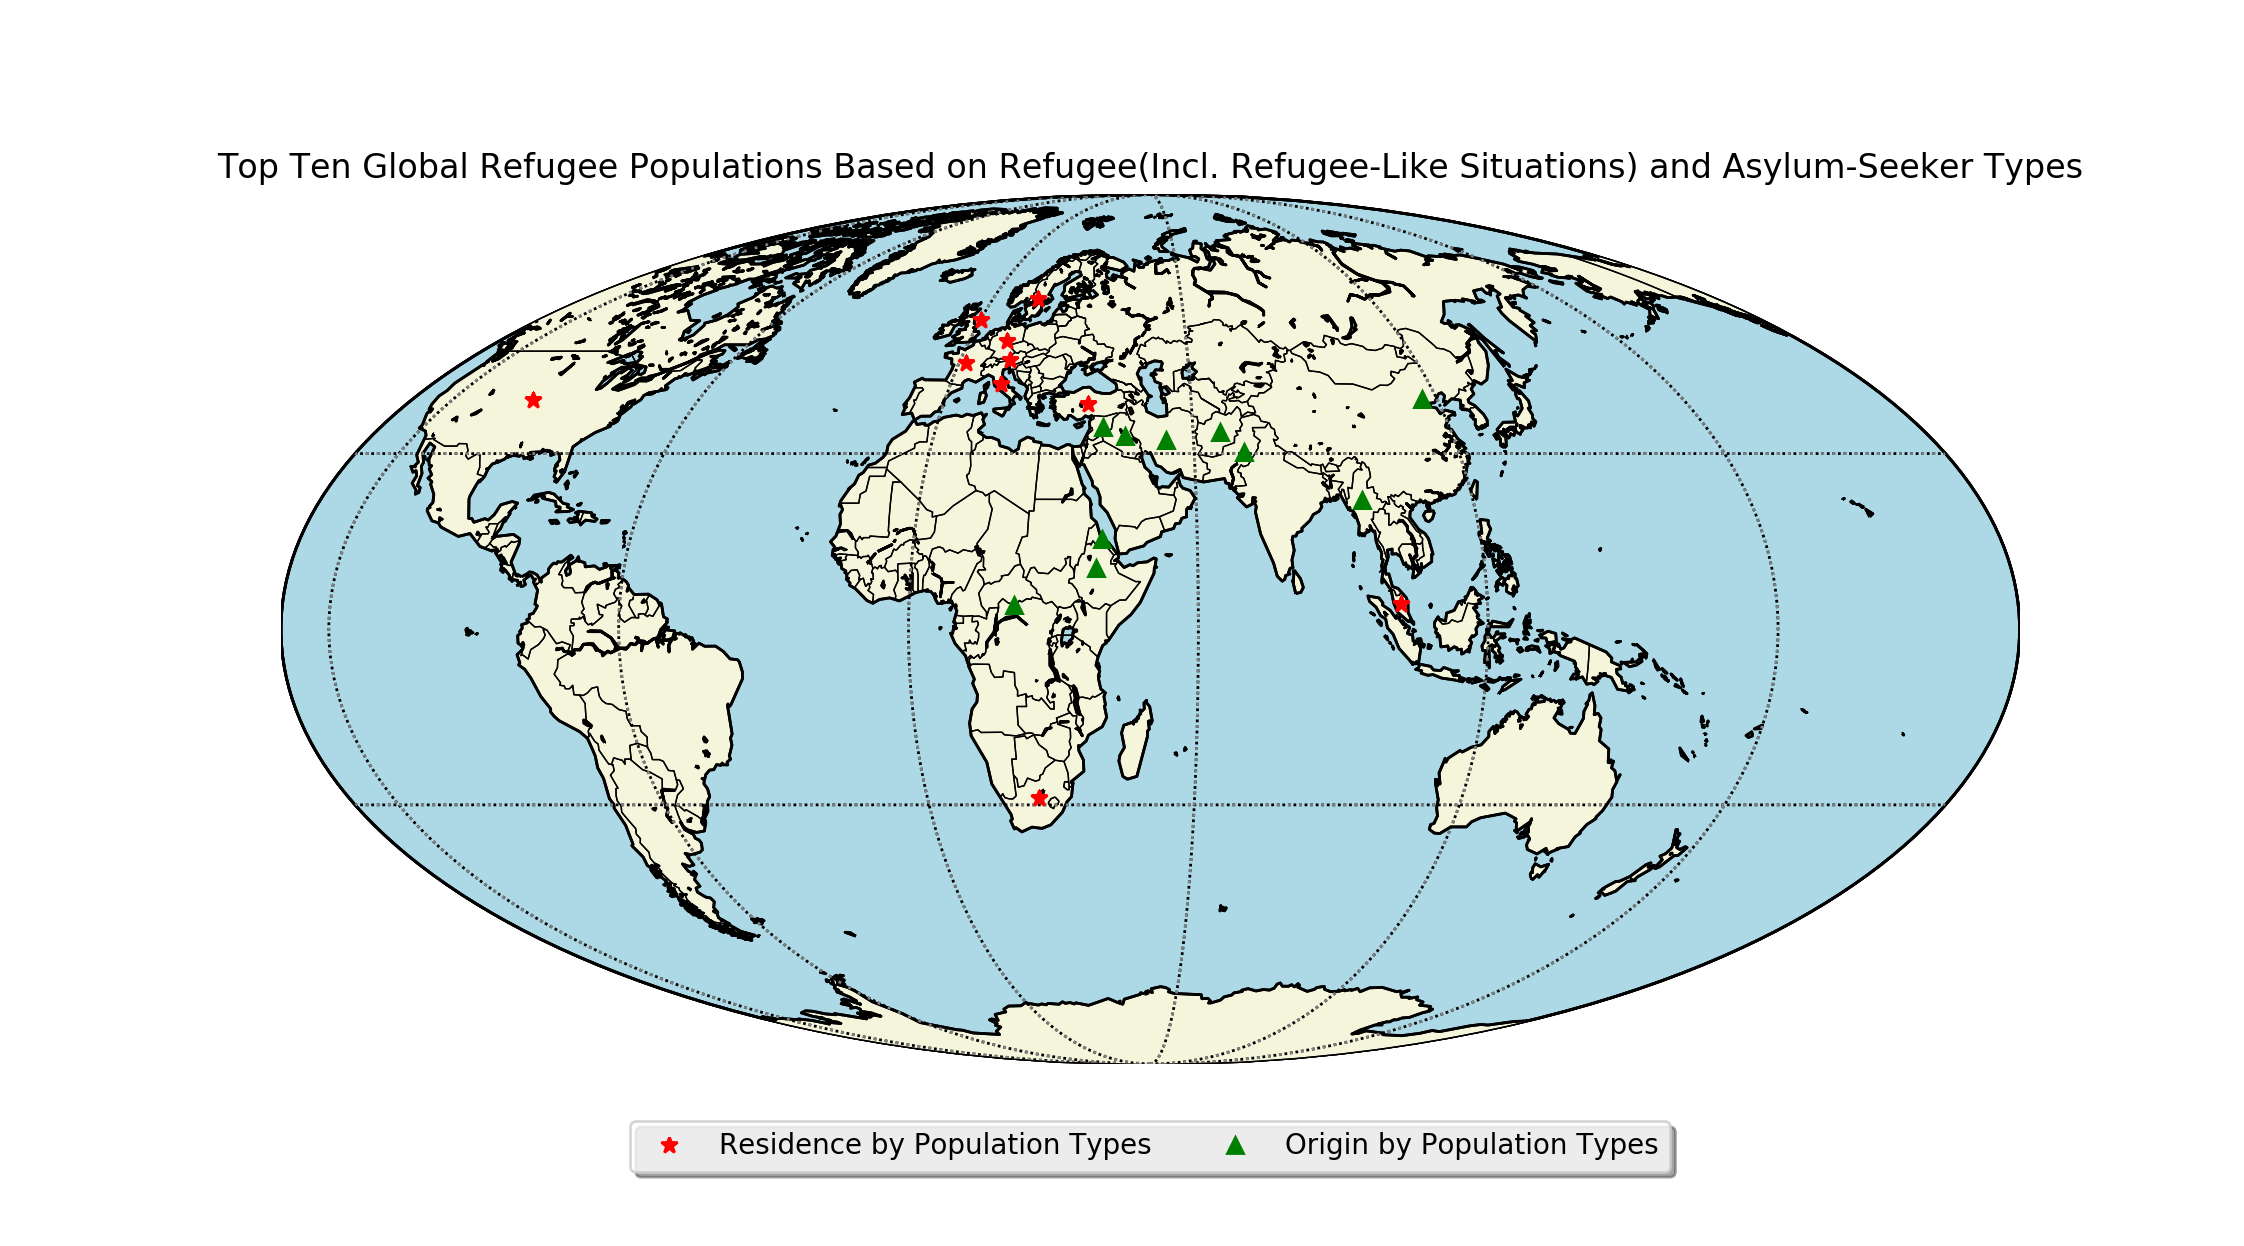 Top Ten Global Refugee Populations Based on Refugee(Incl. Refugee-Like Situations) and Asylum-Seeker Types
Residence by Population Types
Origin by Population Types